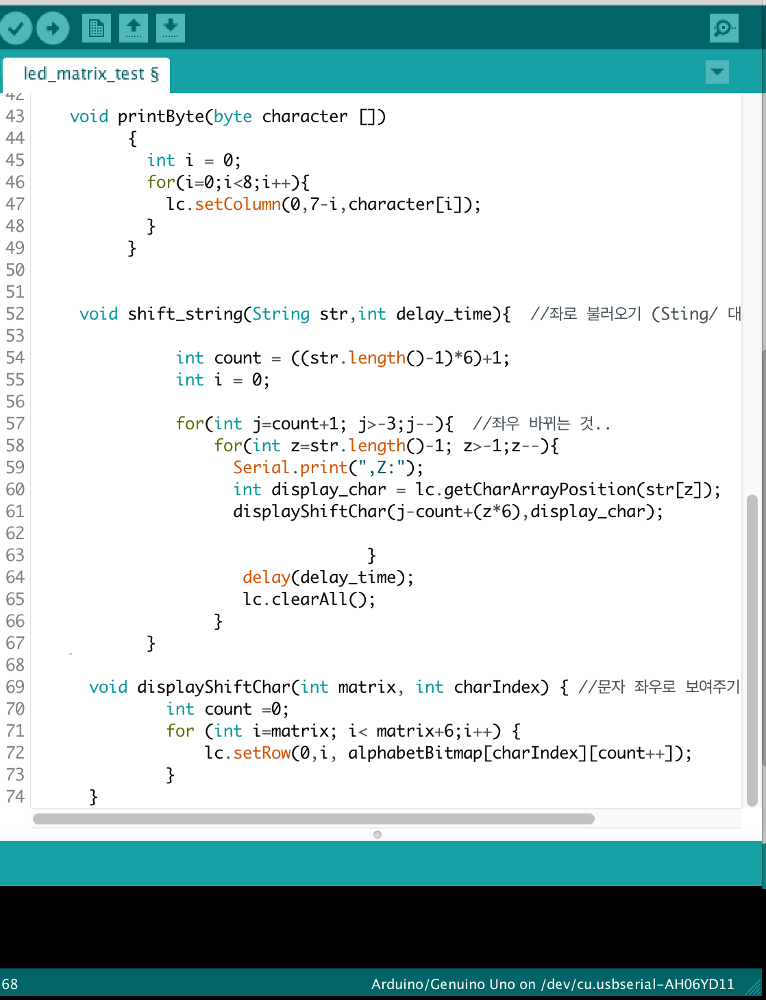 led_matrix_test §
42
43 void printByte(byte character [])
44 {
45 int i = 0;
46 for(i=0;i<8;i++){
47 lc.setColumn(0,7-i,character[i]);
48 }
49 }
50
51
52 void shift_string(String str,int delay_time){ //좌로 불러오기 (Sting/ 대
53
54 int count = ((str.length()-1)*6)+1;
55 int i = 0;
56
57 for(int j=count+1; j>-3;j--){ //좌우 바뀌는 것..
58 for(int z=str.length()-1; z>-1;z--){
59 Serial.print(",Z:");
60 int display_char = lc.getCharArrayPosition(str[z]);
61 displayShiftChar(j-count+(z*6),display_char);
62
63 }
64 delay(delay_time);
65 lc.clearAll();
66 }
67 }
68
69 void displayShiftChar(int matrix, int charIndex) { //문자 좌우로 보여주기
70 int count =0;
71 for (int i=matrix; i< matrix+6;i++) {
72 lc.setRow(0,i, alphabetBitmap[charIndex][count++]);
73 }
74 }
68 Arduino/Genuino Uno on /dev/cu.usbserial-AH06YD11